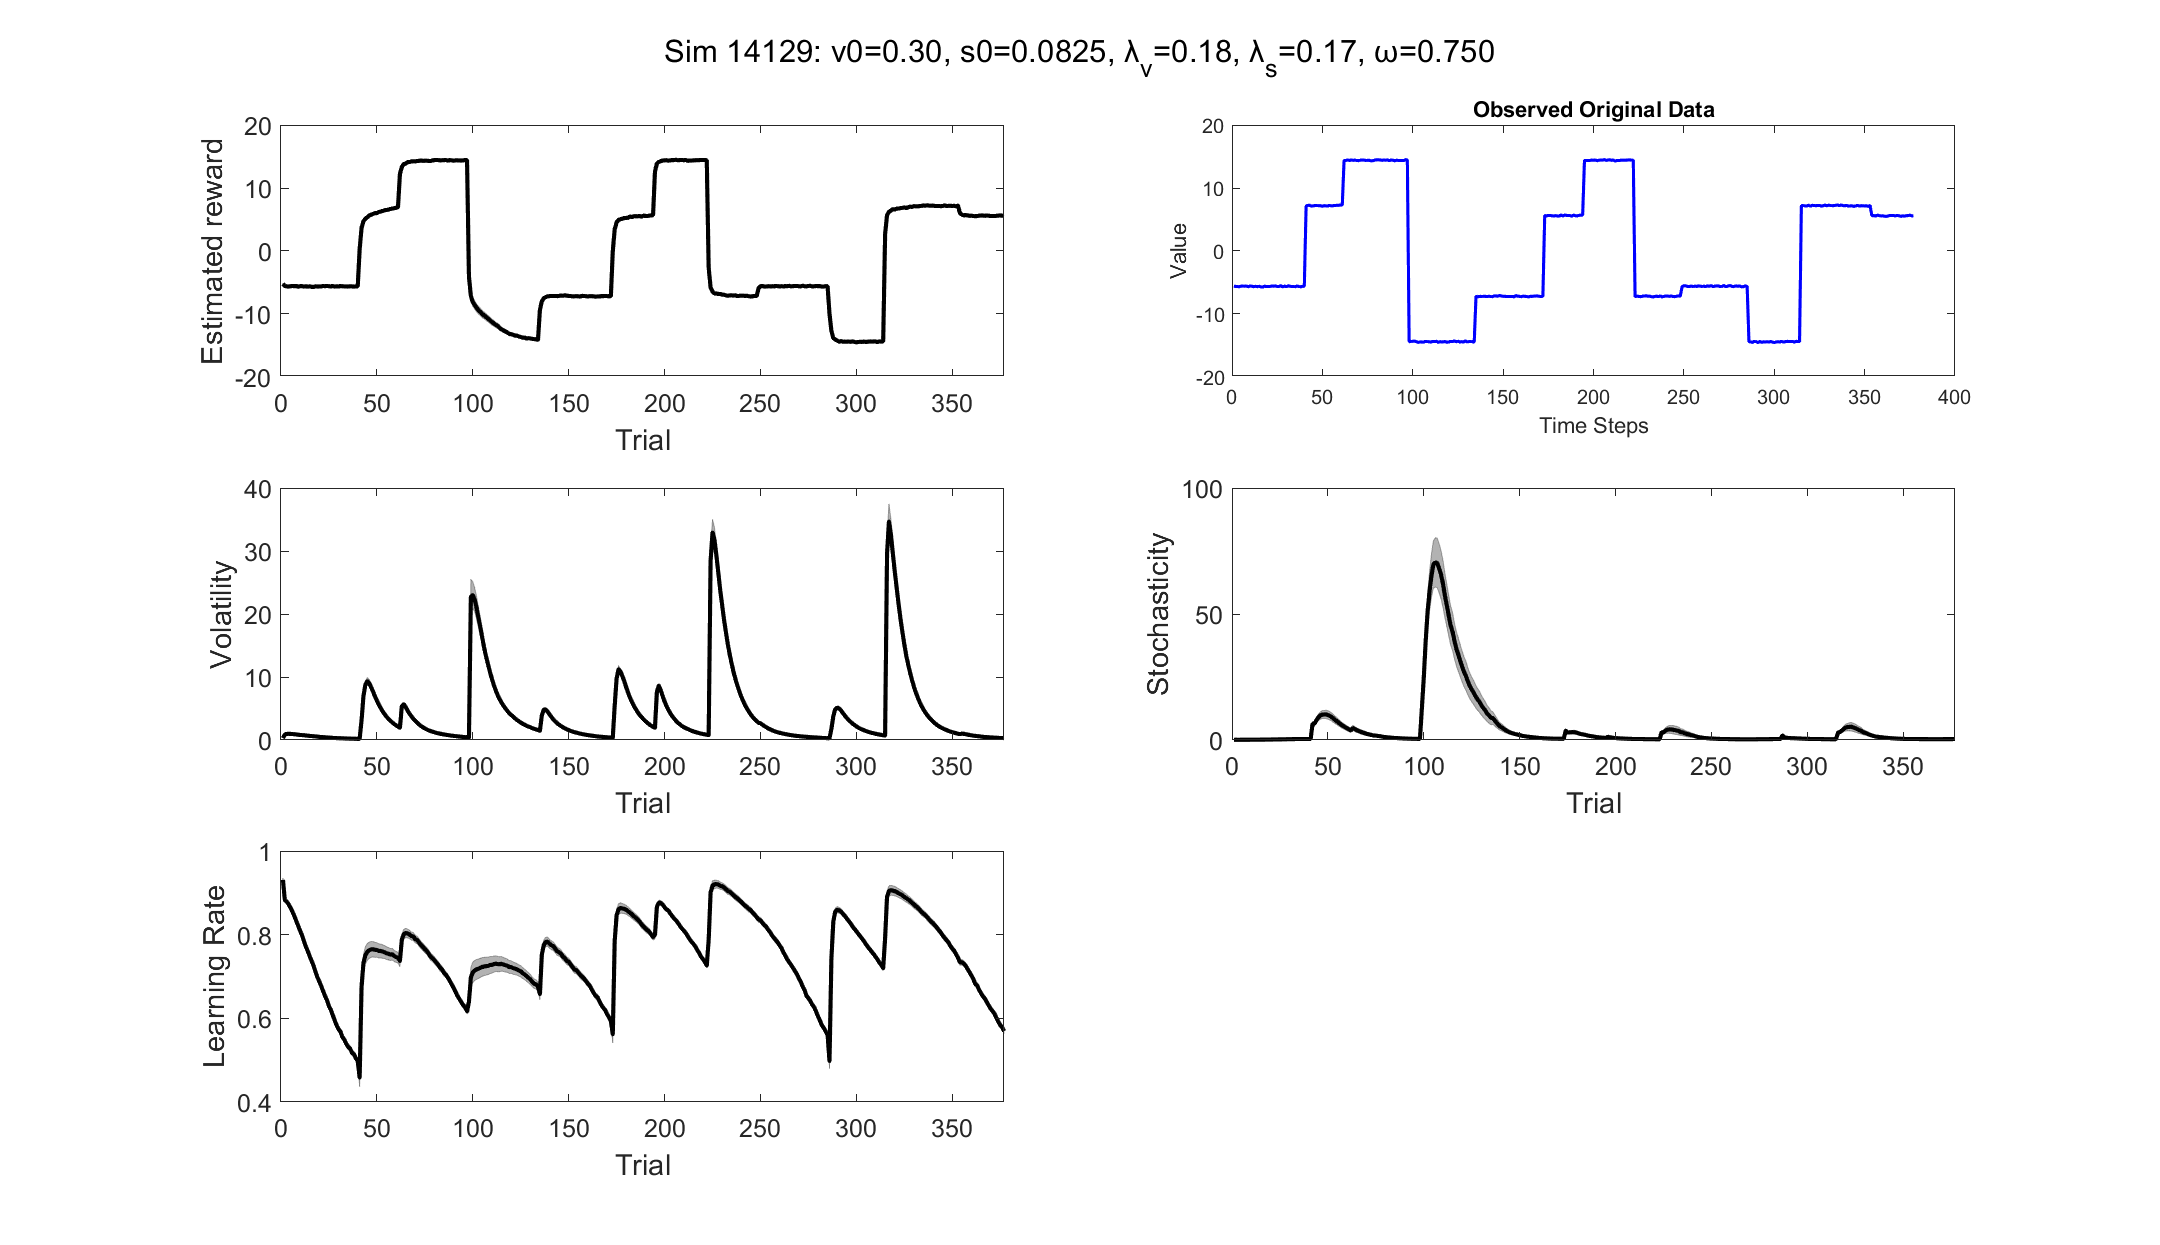 Sim 14129: v0=0.30, s0=0.0825, λ_v=0.18, λ_s=0.17, ω=0.750
20
10
0
-10
-20
Estimated reward
0 50 100 150 200 250 300 350
Trial
Observed Original Data
20
10
0
-10
-20
Value
0 50 100 150 200 250 300 350 400
Time Steps
40
30
20
10
0
Volatility
0 50 100 150 200 250 300 350
Trial
100
50
0
Stochasticity
0 50 100 150 200 250 300 350
Trial
1
0.8
0.6
0.4
Learning Rate
0 50 100 150 200 250 300 350
Trial